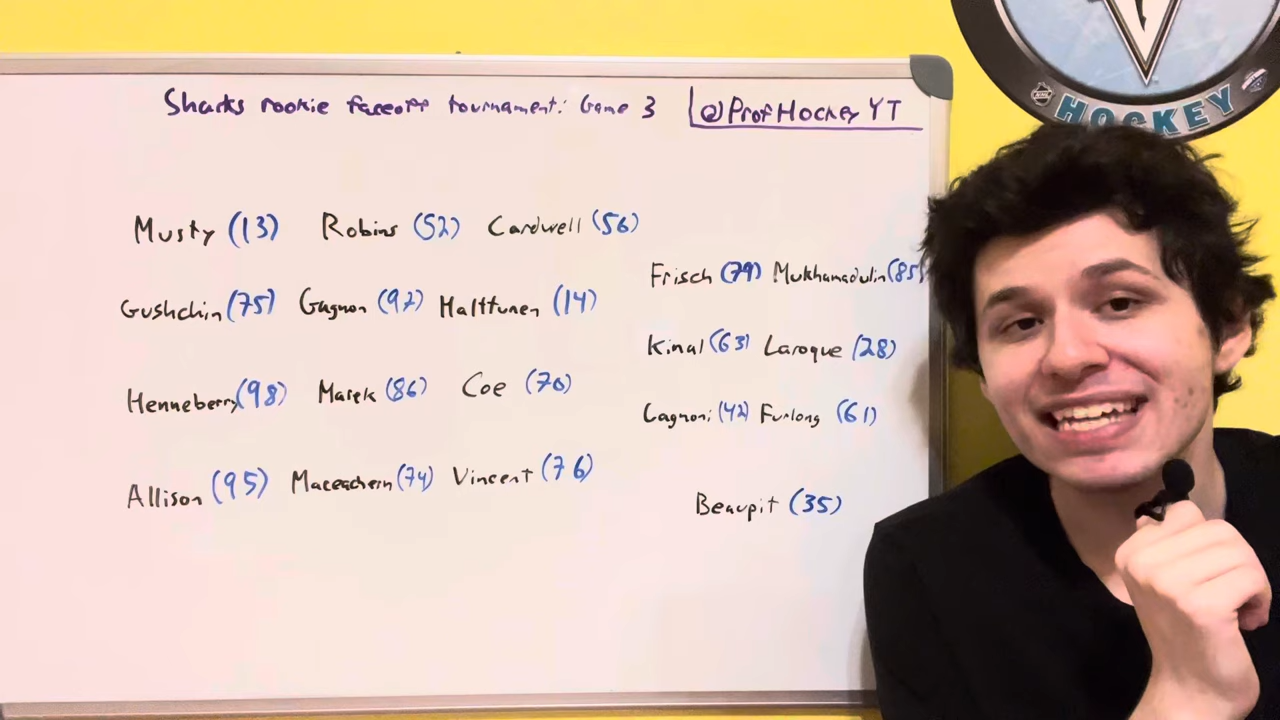 Sharks rookie faceoff tournament: Game 3
@ProfHockeyYT
HOCKEY
Musty (13) Robins (52) Cardwell (56)
Gushchin (75) Gagnon (92) Halttunen (14)
Henneberry (98) Marek (86) Coe (70)
Allison (95) Maceachern (74) Vincent (76)
Frisch (79) Mukhamadulin (85)
Kinal (63) Laroque (28)
Cagnoni (42) Furlong (61)
Beaupit (35)